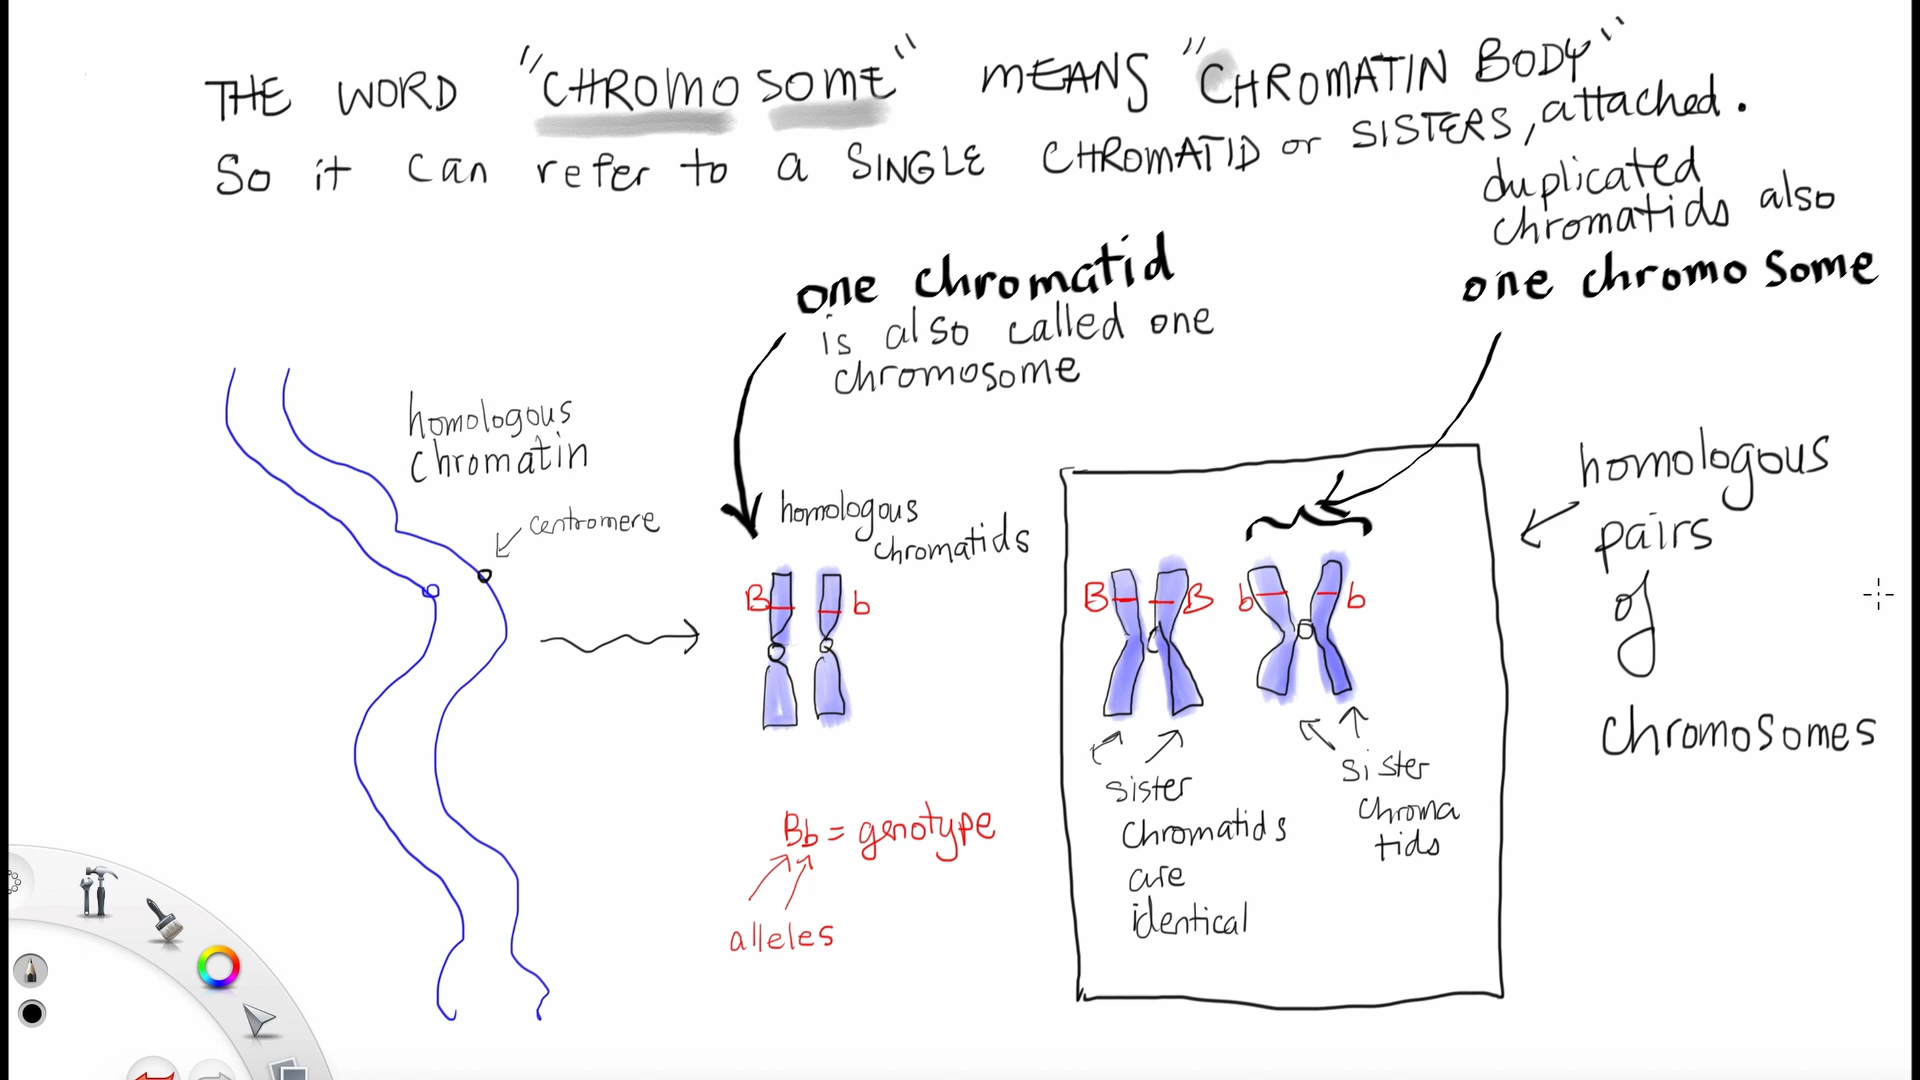 THE WORD "CHROMOSOME" MEANS "CHROMATIN BODY"
So it can refer to a SINGLE CHROMATID or SISTERS, attached.
duplicated
chromatids also
one chromosome
one chromatid
is also called one
chromosome
homologous
chromatin
centromere
homologous
chromatids
B b
B B b b
homologous
pairs
of
chromosomes
sister
chromatids
are
identical
sister
chroma
tids
Bb = genotype
alleles